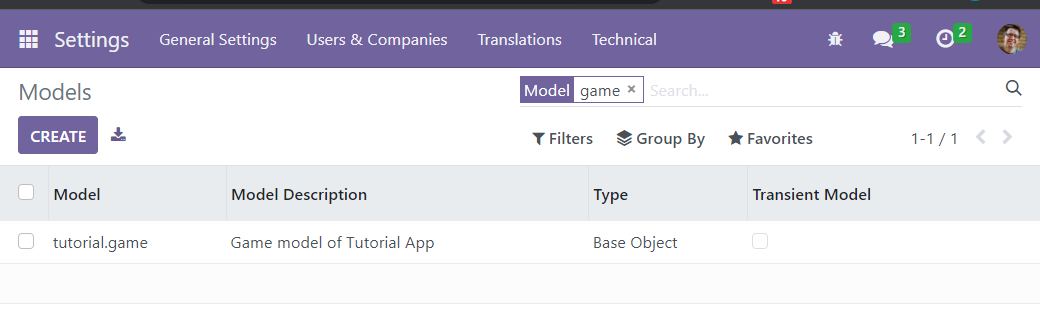 Settings General Settings Users & Companies Translations Technical 3 2
Models Model game × Search...
CREATE Filters Group By Favorites 1-1 / 1
Model Model Description Type Transient Model
tutorial.game Game model of Tutorial App Base Object